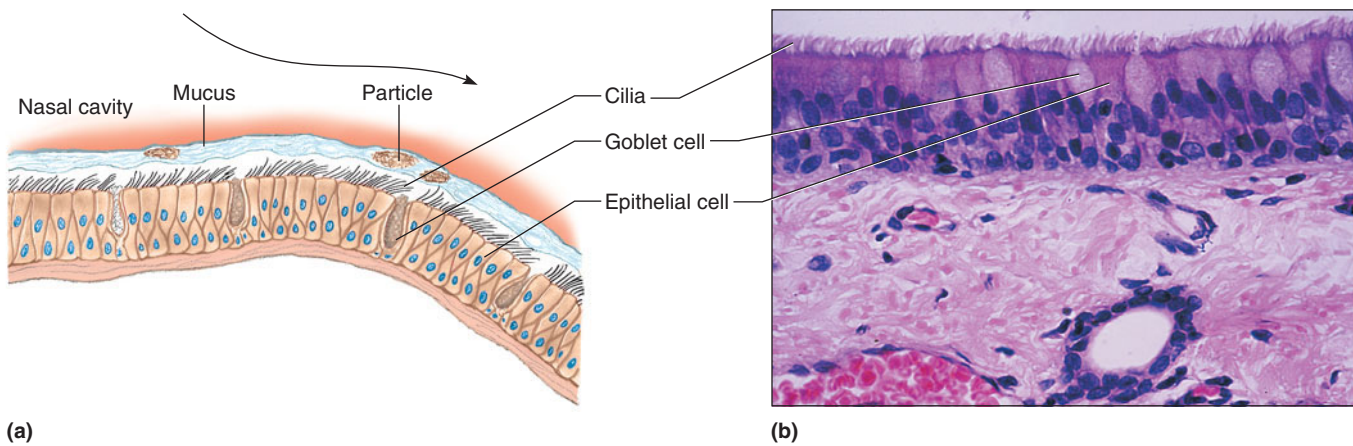 Nasal cavity
Mucus
Particle
Cilia
Goblet cell
Epithelial cell
(a)
(b)